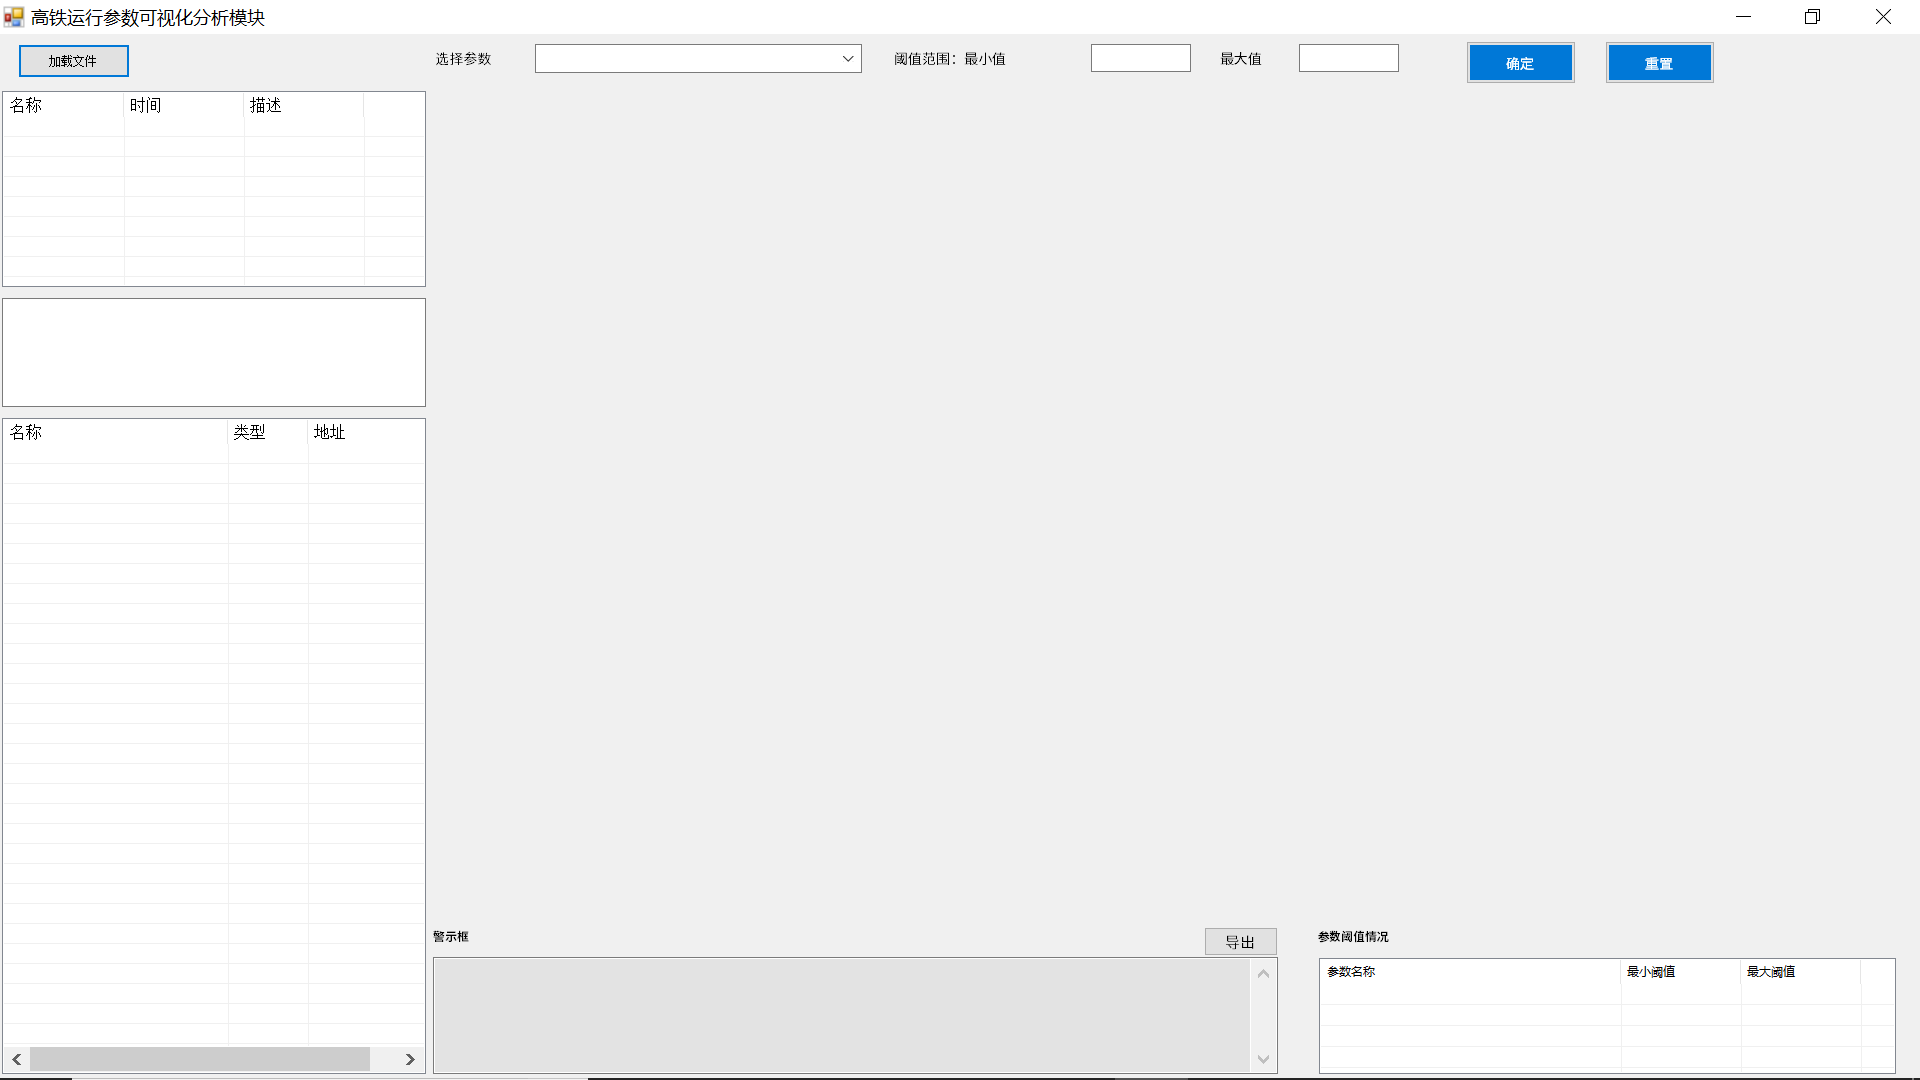 高铁运行参数可视化分析模块
加载文件
选择参数
阈值范围：最小值
最大值
确定
重置
名称 时间 描述
名称 类型 地址
警示框
导出
参数阈值情况
参数名称 最小阈值 最大阈值